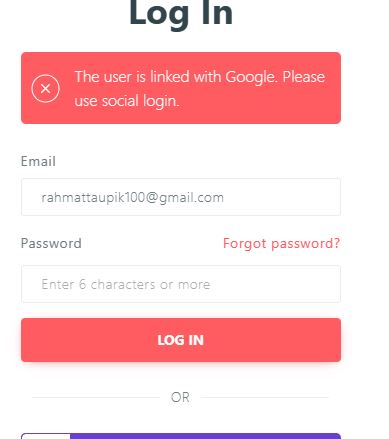 Log In
The user is linked with Google. Please
use social login.
Email
rahmattaupik100@gmail.com
Password
Forgot password?
Enter 6 characters or more
LOG IN
OR